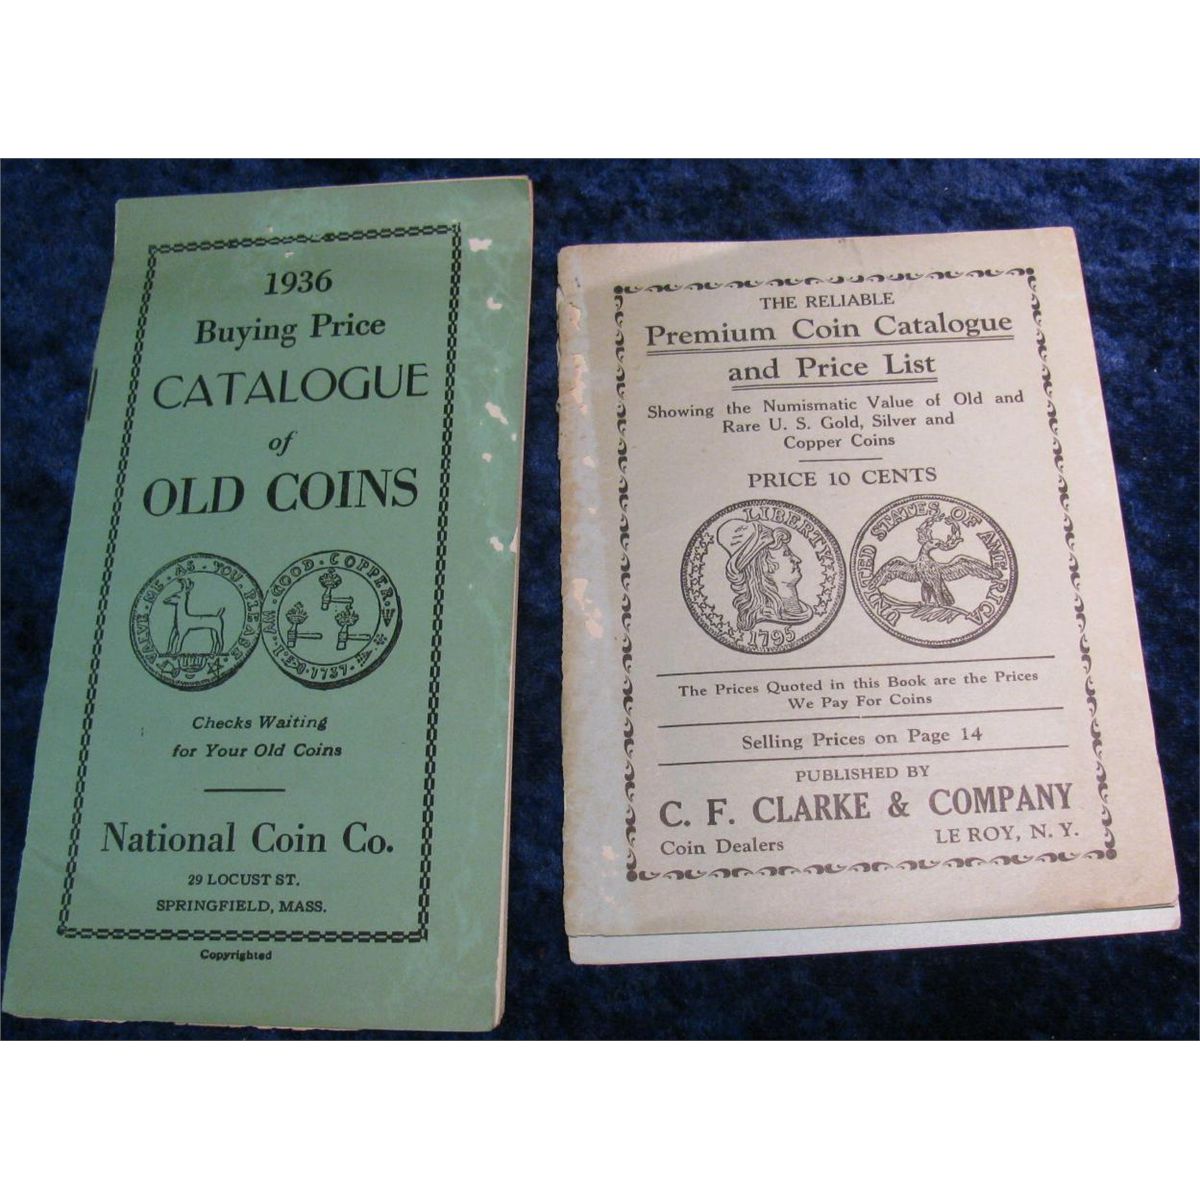 1936
Buying Price
CATALOGUE
of
OLD COINS
VALVE · ME · AS · YOU · PLEASE
GOOD · COPPER
1737
Checks Waiting
for Your Old Coins
National Coin Co.
29 LOCUST ST.
SPRINGFIELD, MASS.
Copyrighted
THE RELIABLE
Premium Coin Catalogue
and Price List
Showing the Numismatic Value of Old and
Rare U. S. Gold, Silver and
Copper Coins
PRICE 10 CENTS
LIBERTY
1795
UNITED STATES OF AMERICA
The Prices Quoted in this Book are the Prices
We Pay For Coins
Selling Prices on Page 14
PUBLISHED BY
C. F. CLARKE & COMPANY
Coin Dealers
LE ROY, N. Y.